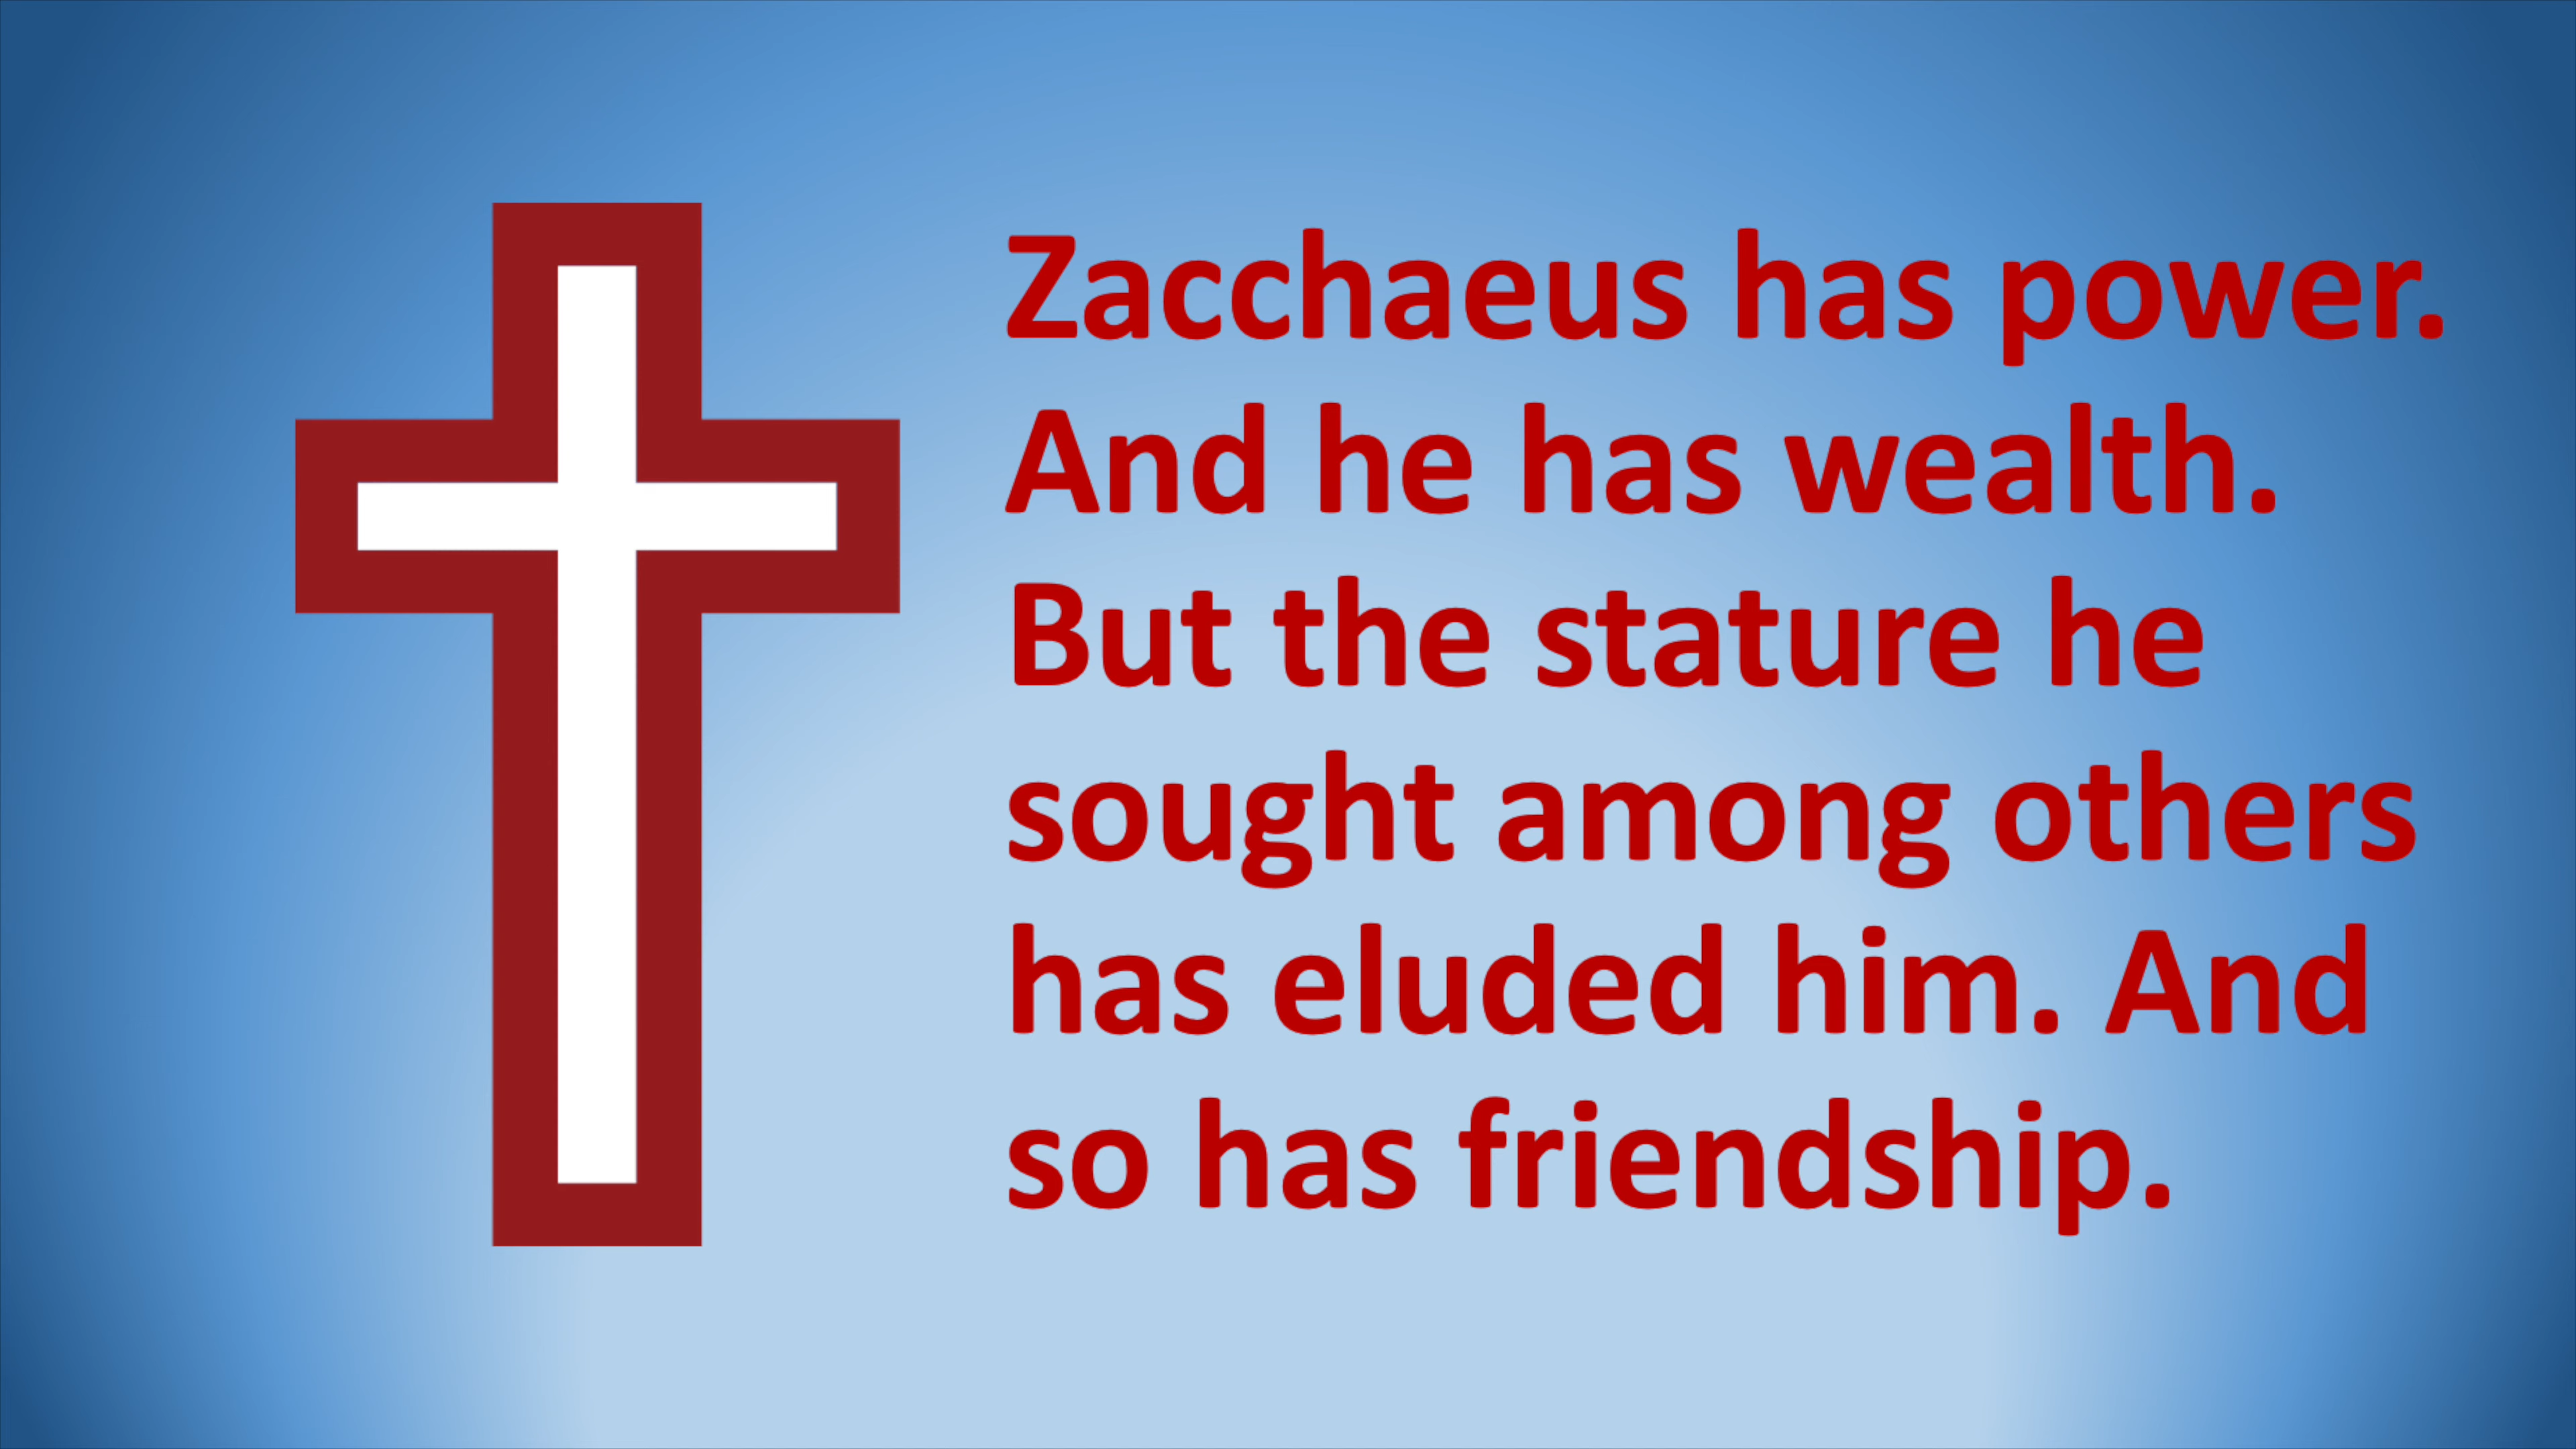 Zacchaeus has power.
And he has wealth.
But the stature he
sought among others
has eluded him. And
so has friendship.